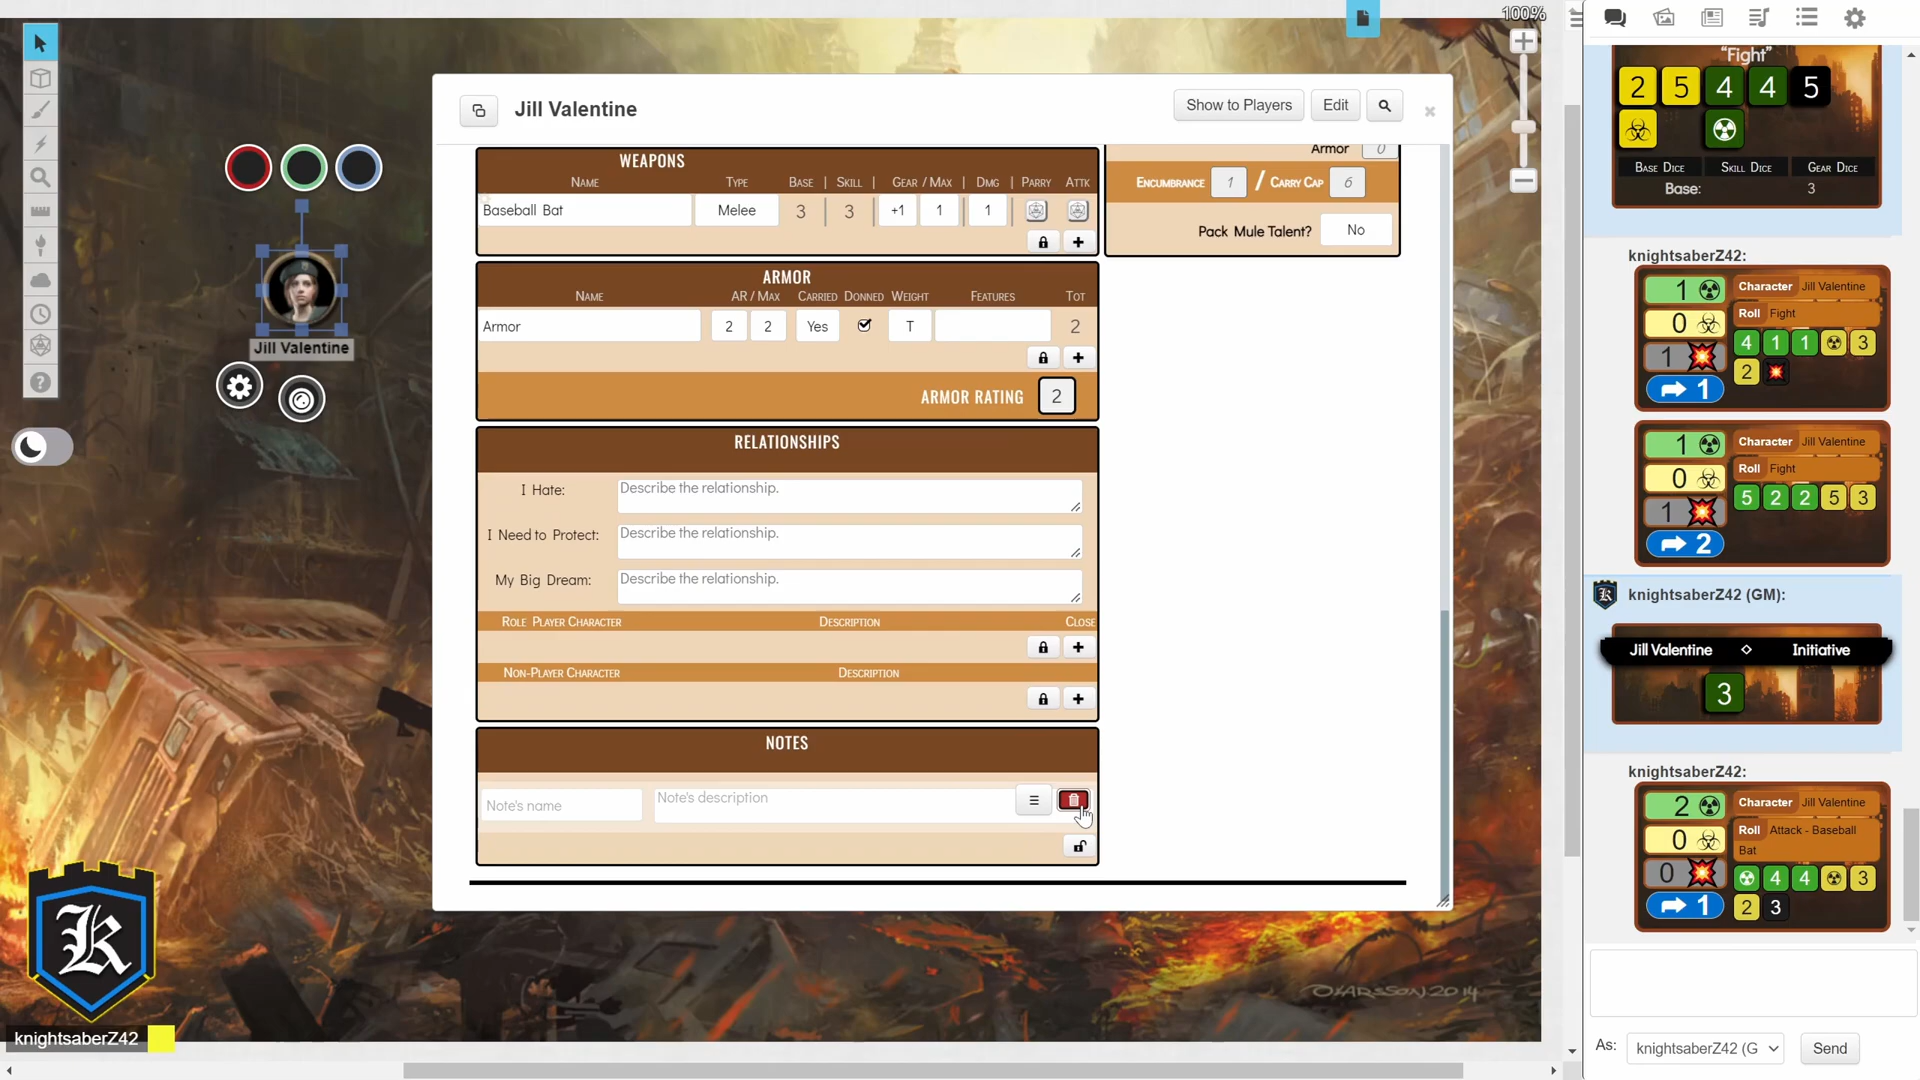 100%
Jill Valentine
Show to Players
Edit
WEAPONS
NAME TYPE BASE | SKILL | GEAR / MAX DMG | PARRY ATTK
Baseball Bat Melee 3 3 +1 1 1
ARMOR
NAME AR / MAX CARRIED DONNED WEIGHT FEATURES TOT
Armor 2 2 Yes T 2
ARMOR RATING 2
RELATIONSHIPS
I Hate: Describe the relationship.
I Need to Protect: Describe the relationship.
My Big Dream: Describe the relationship.
ROLE PLAYER CHARACTER DESCRIPTION CLOSE
NON-PLAYER CHARACTER DESCRIPTION
NOTES
Note's name Note's description
Armor 0
ENCUMBRANCE 1 / CARRY CAP 6
Pack Mule Talent? No
Jill Valentine
K
knightsaberZ42
OKARSSON 2014
"Fight"
2 5 4 4 5
BASE DICE SKILL DICE GEAR DICE
Base: 3
knightsaberZ42:
1 Character Jill Valentine
0 Roll Fight
1 4 1 1 3
1 2
1 Character Jill Valentine
0 Roll Fight
1 5 2 2 5 3
2
K knightsaberZ42 (GM):
Jill Valentine Initiative
3
knightsaberZ42:
2 Character Jill Valentine
0 Roll Attack - Baseball
Bat
0 4 4 3
1 2 3
As: knightsaberZ42 (G Send